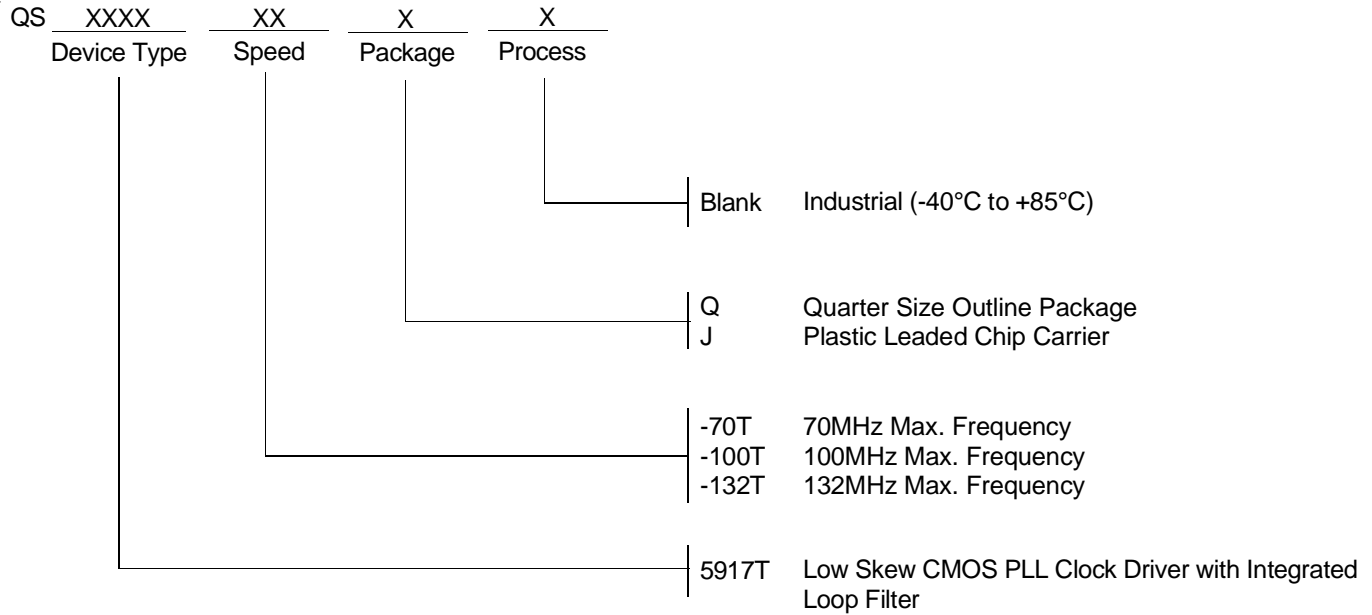 QS XXXX XX X X
Device Type Speed Package Process
Blank Industrial (-40°C to +85°C)
Q Quarter Size Outline Package
J Plastic Leaded Chip Carrier
-70T 70MHz Max. Frequency
-100T 100MHz Max. Frequency
-132T 132MHz Max. Frequency
5917T Low Skew CMOS PLL Clock Driver with Integrated
Loop Filter